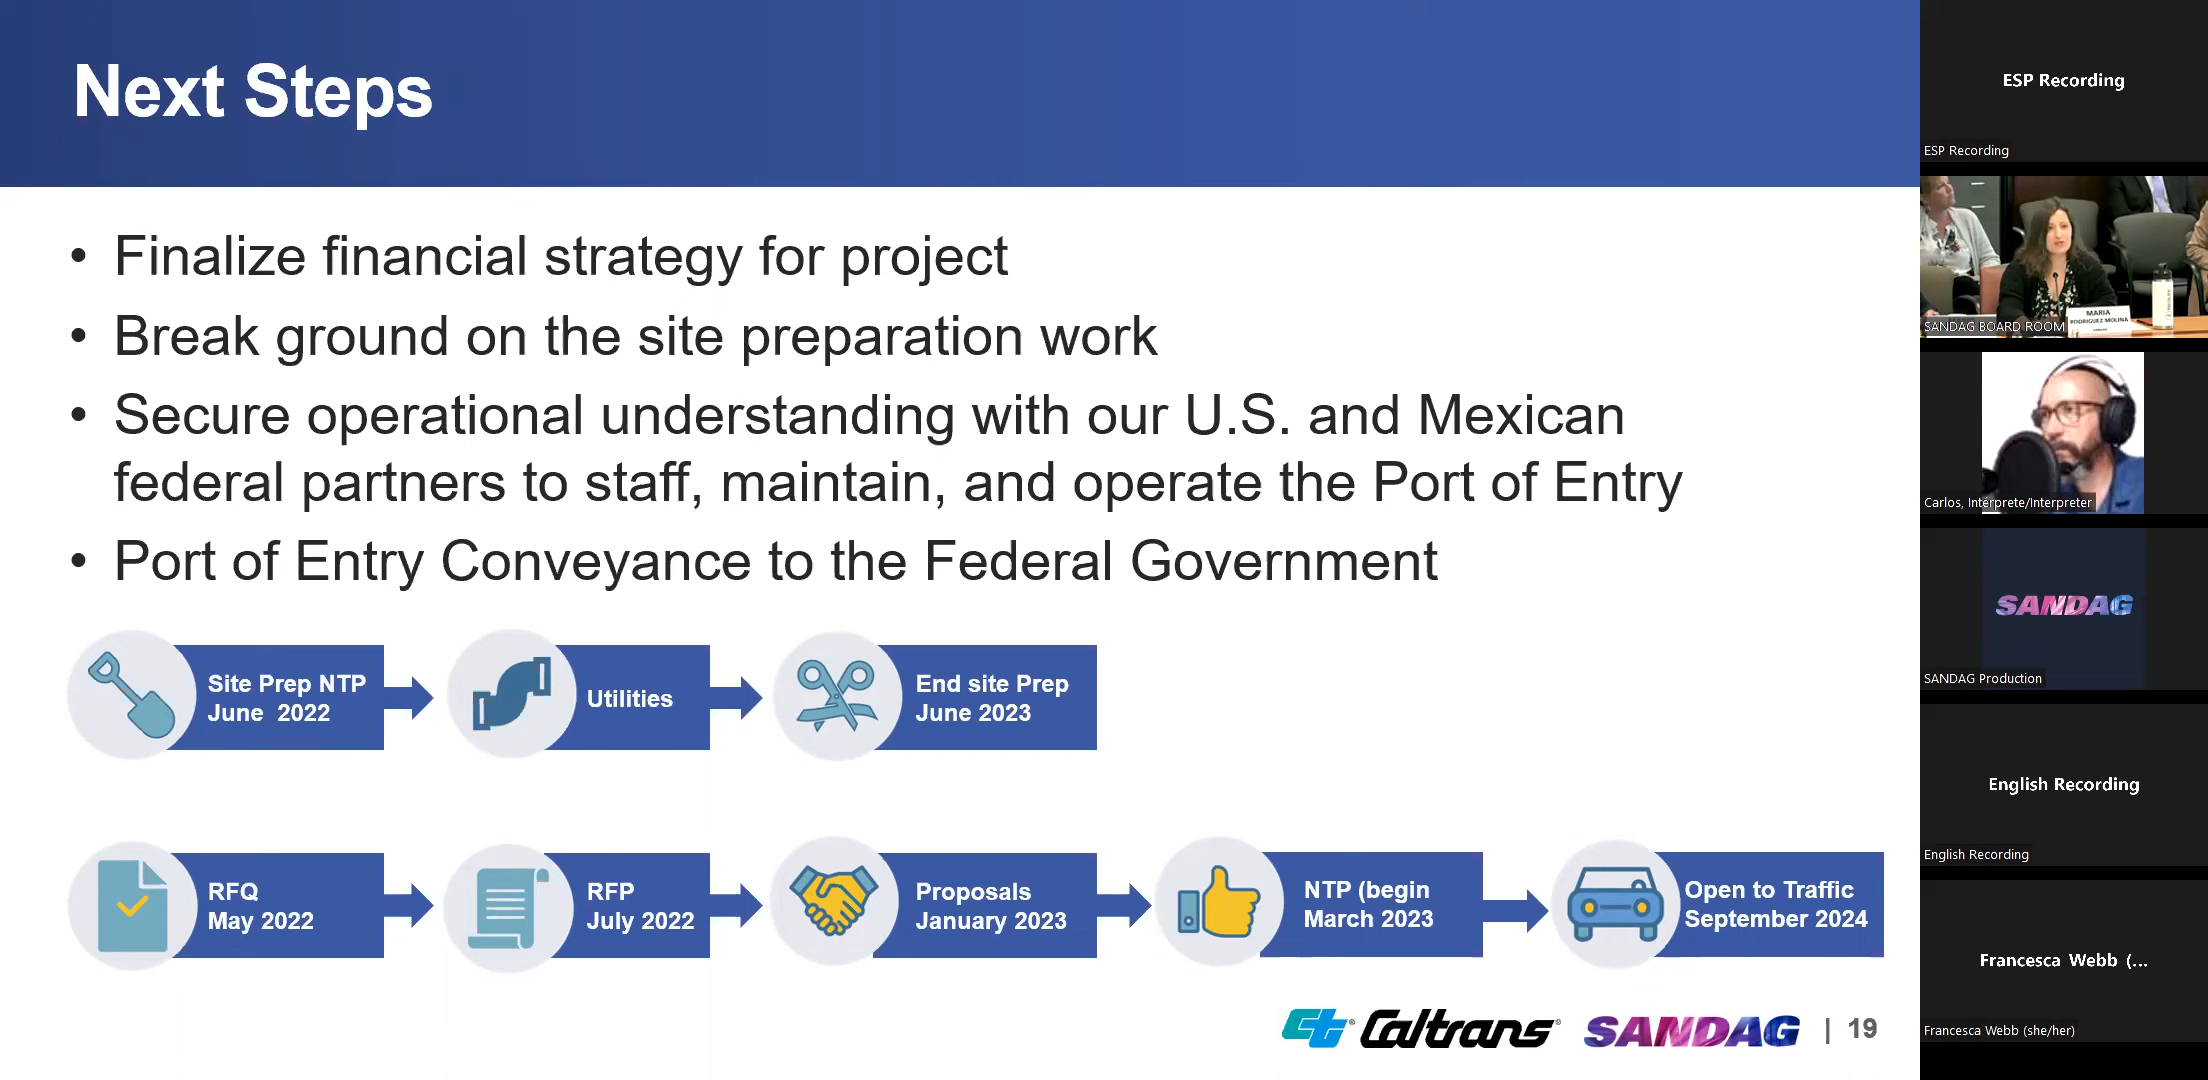 Next Steps
• Finalize financial strategy for project
• Break ground on the site preparation work
• Secure operational understanding with our U.S. and Mexican
federal partners to staff, maintain, and operate the Port of Entry
• Port of Entry Conveyance to the Federal Government
Site Prep NTP
June 2022
Utilities
End site Prep
June 2023
RFQ
May 2022
RFP
July 2022
Proposals
January 2023
NTP (begin
March 2023
Open to Traffic
September 2024
Caltrans
SANDAG
| 19
ESP Recording
ESP Recording
MARIA
RODRIGUEZ MOLINA
SANDAG BOARD ROOM
Carlos, Intérprete/Interpreter
SANDAG
SANDAG Production
English Recording
English Recording
Francesca Webb (...
Francesca Webb (she/her)